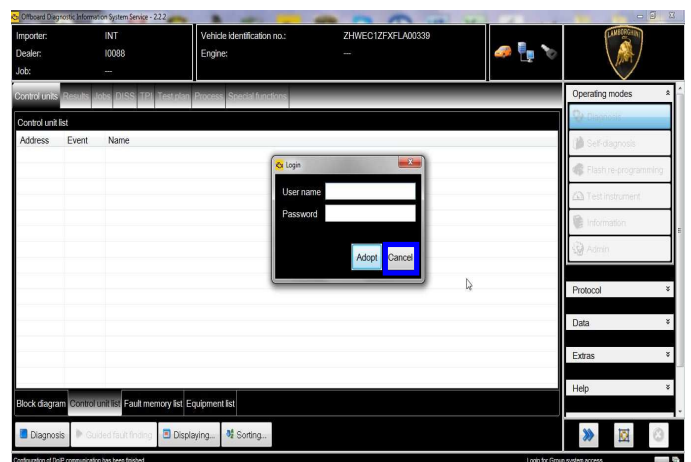 Offboard Diagnostic Information System Service - 2.2.2
Importer: INT Vehicle identification no.: ZHWEC1ZFXFLA00339
Dealer: I0088 Engine: ---
Job: ---
LAMBORGHINI
Control units Results Jobs DISS TPI Test plan Process Special functions
Operating modes
Control unit list
Diagnosis
Address Event Name
Self-diagnosis
Login
Flash re-programming
User name
Test instrument
Password
Information
Admin
Adopt Cancel
Protocol
Data
Extras
Help
Block diagram Control unit list Fault memory list Equipment list
Diagnosis Guided fault finding Displaying... Sorting...
Configuration of DoIP communication has been finished. Login for Group system access